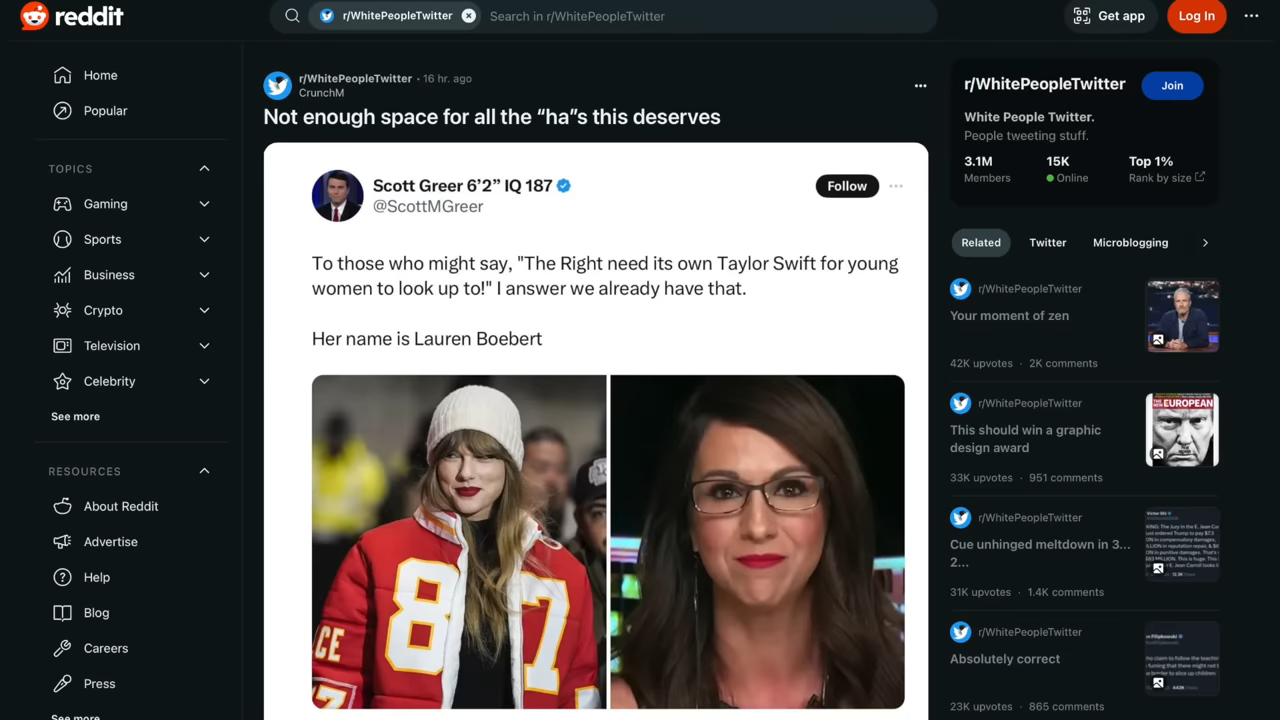 reddit
r/WhitePeopleTwitter
Search in r/WhitePeopleTwitter
Get app
Log In
Home
Popular
TOPICS
Gaming
Sports
Business
Crypto
Television
Celebrity
See more
RESOURCES
About Reddit
Advertise
Help
Blog
Careers
Press
See more
r/WhitePeopleTwitter • 16 hr. ago
CrunchM
Not enough space for all the “ha”s this deserves
Scott Greer 6’2” IQ 187
@ScottMGreer
Follow
To those who might say, "The Right need its own Taylor Swift for young
women to look up to!" I answer we already have that.
Her name is Lauren Boebert
87
CE
r/WhitePeopleTwitter
Join
White People Twitter.
People tweeting stuff.
3.1M 15K Top 1%
Members Online Rank by size
Related Twitter Microblogging
r/WhitePeopleTwitter
Your moment of zen
42K upvotes · 2K comments
r/WhitePeopleTwitter
This should win a graphic
design award
EUROPEAN
33K upvotes · 951 comments
r/WhitePeopleTwitter
Cue unhinged meltdown in 3...
2...
31K upvotes · 1.4K comments
r/WhitePeopleTwitter
Absolutely correct
23K upvotes · 865 comments